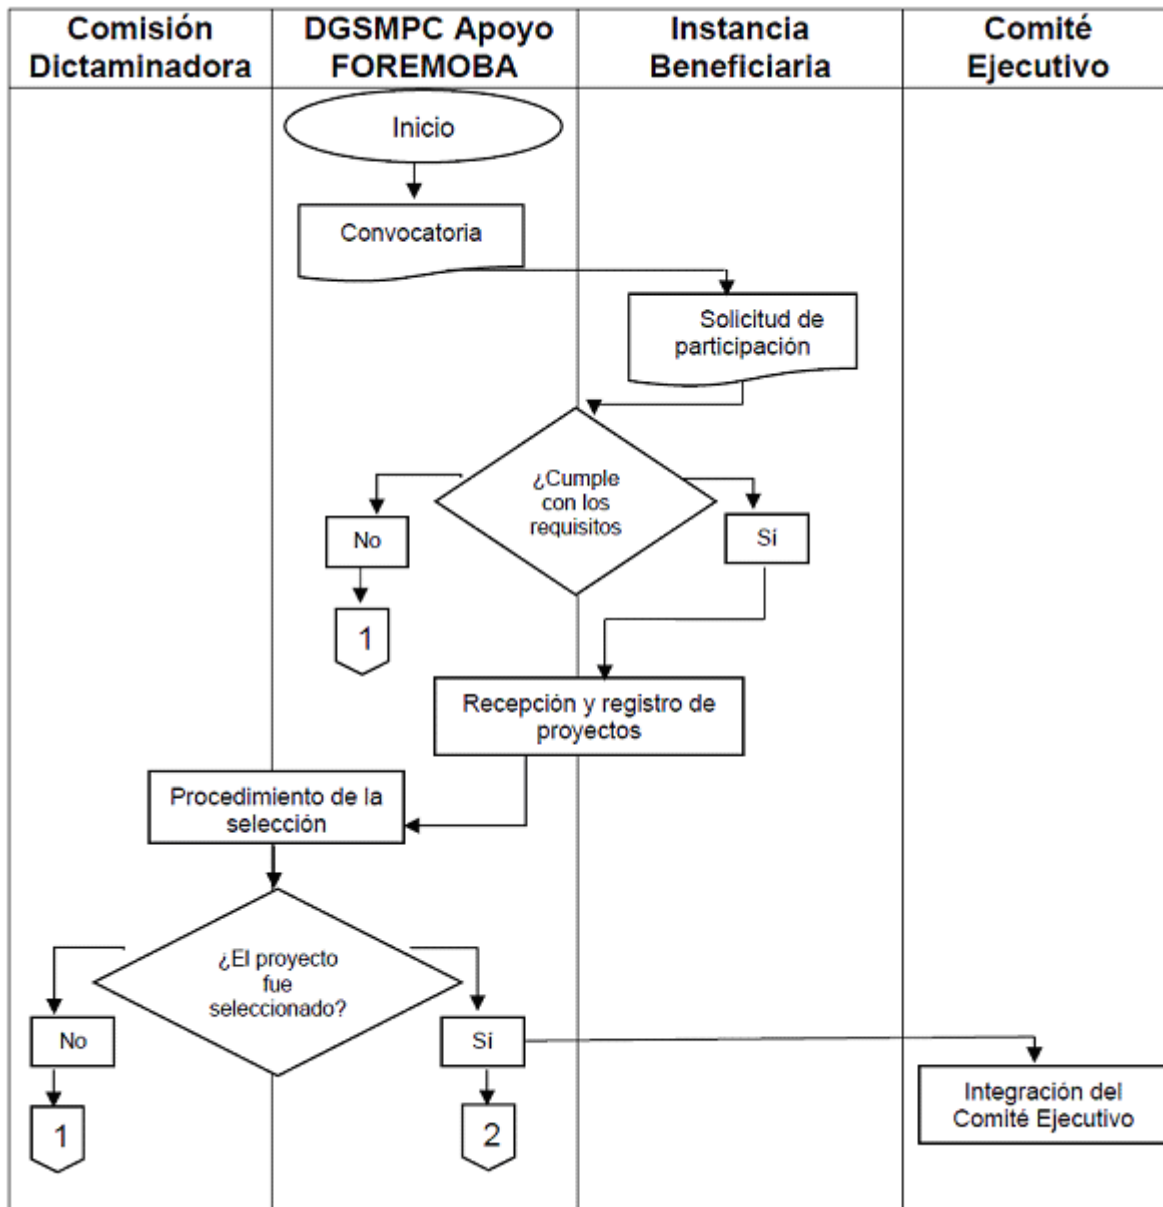 Comisión
Dictaminadora
DGSMPC Apoyo
FOREMOBA
Instancia
Beneficiaria
Comité
Ejecutivo
Inicio
Convocatoria
Solicitud de
participación
¿Cumple
con los
requisitos
No
Sí
1
Recepción y registro de
proyectos
Procedimiento de la
selección
¿El proyecto
fue
seleccionado?
No
Sí
Integración del
Comité Ejecutivo
1
2